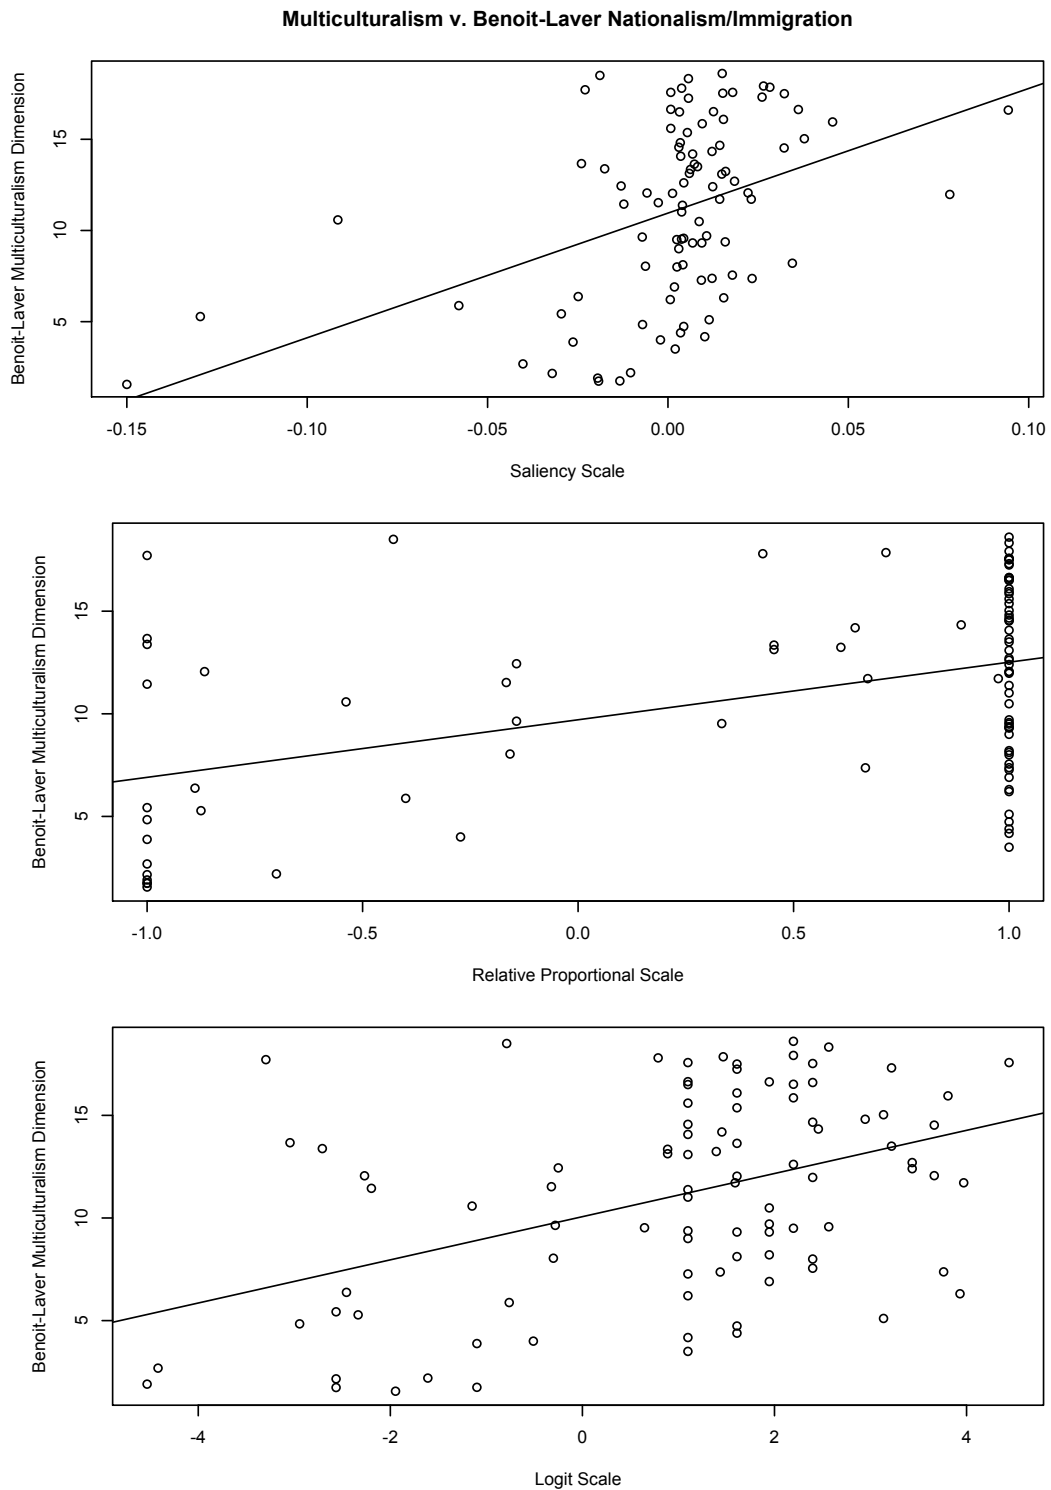 Multiculturalism v. Benoit-Laver Nationalism/Immigration
Benoit-Laver Multiculturalism Dimension
15
10
5
-0.15 -0.10 -0.05 0.00 0.05 0.10
Saliency Scale
Benoit-Laver Multiculturalism Dimension
15
10
5
-1.0 -0.5 0.0 0.5 1.0
Relative Proportional Scale
Benoit-Laver Multiculturalism Dimension
15
10
5
-4 -2 0 2 4
Logit Scale